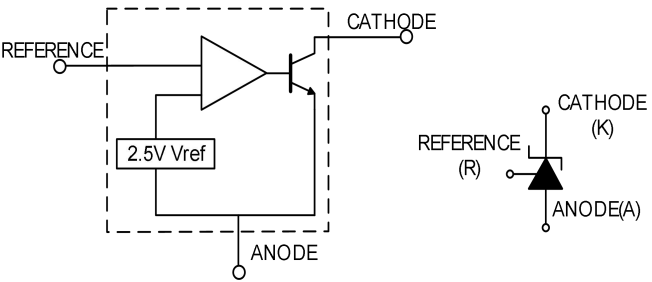 CATHODE
REFERENCE
2.5V Vref
ANODE
CATHODE
(K)
REFERENCE
(R)
ANODE(A)